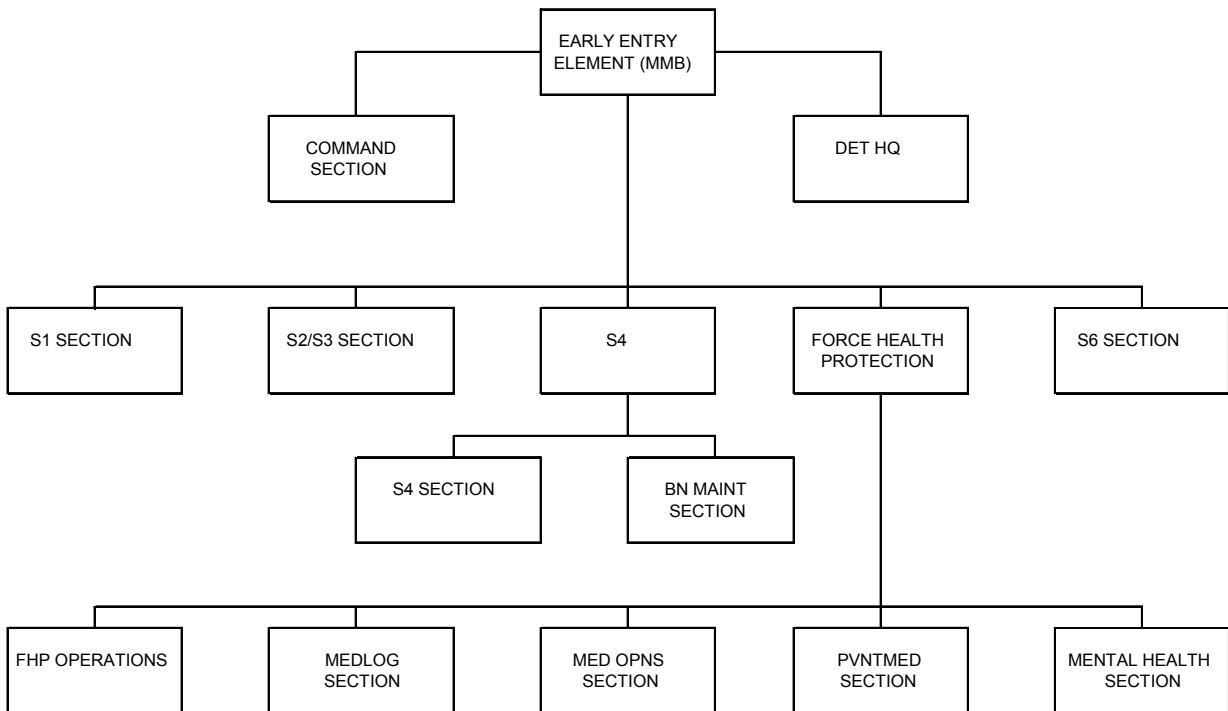 EARLY ENTRY
ELEMENT (MMB)
COMMAND
SECTION
DET HQ
S1 SECTION
S2/S3 SECTION
S4
FORCE HEALTH
PROTECTION
S6 SECTION
S4 SECTION
BN MAINT
SECTION
FHP OPERATIONS
MEDLOG
SECTION
MED OPNS
SECTION
PVNTMED
SECTION
MENTAL HEALTH
SECTION